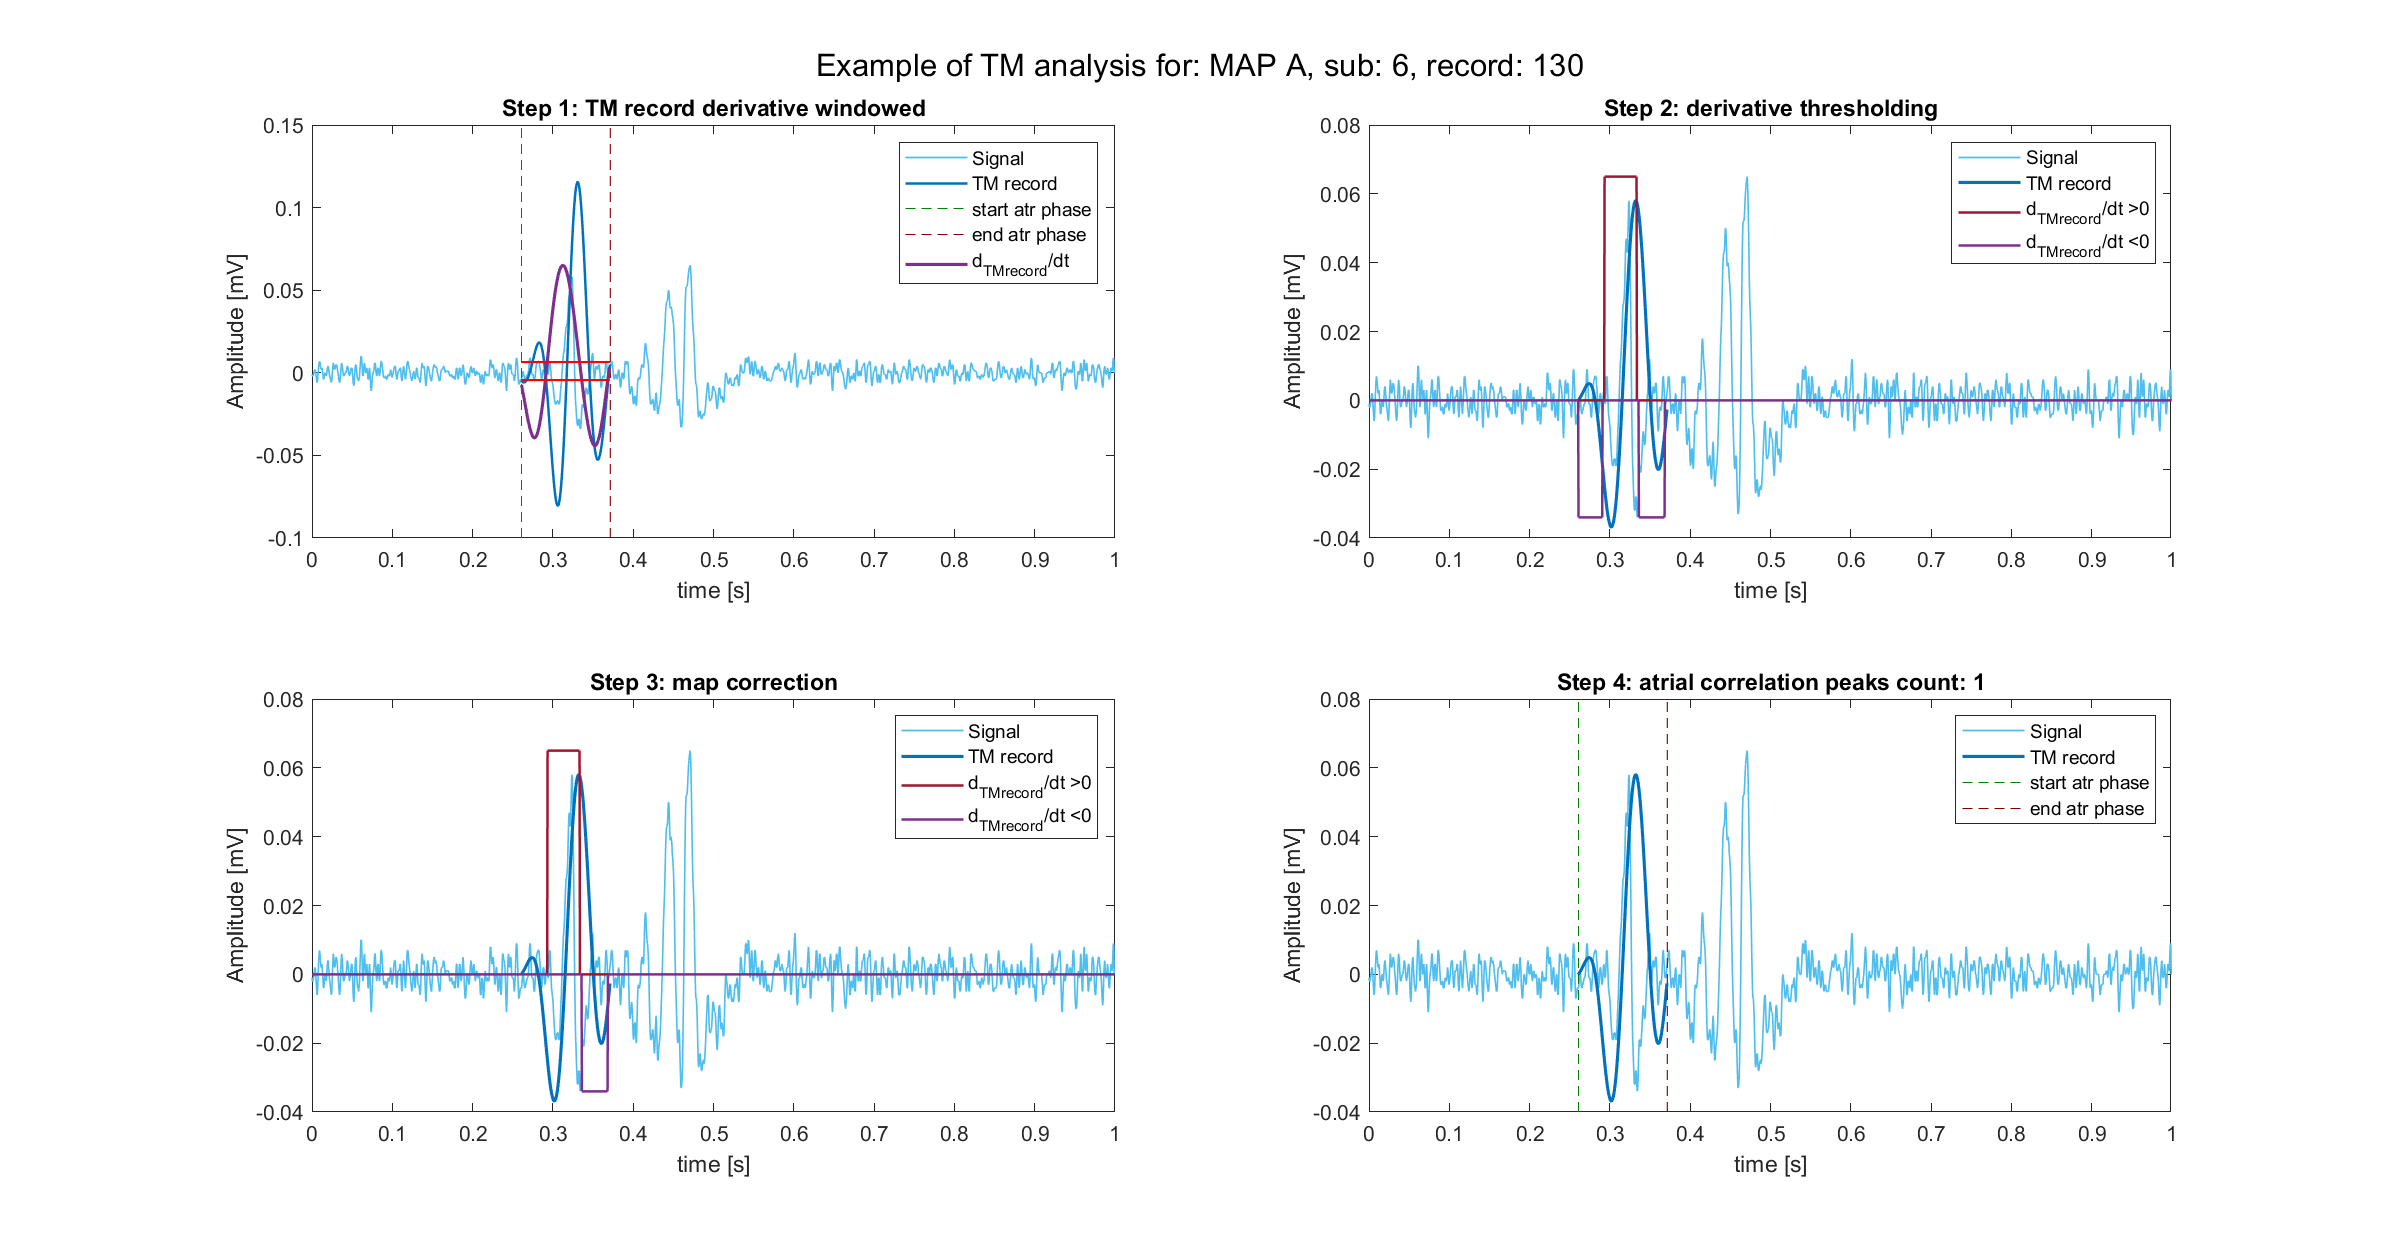 Example of TM analysis for: MAP A, sub: 6, record: 130
Step 1: TM record derivative windowed
0.15
0.1
0.05
0
-0.05
-0.1
Amplitude [mV]
0 0.1 0.2 0.3 0.4 0.5 0.6 0.7 0.8 0.9 1
time [s]
Signal
TM record
start atr phase
end atr phase
dTMrecord/dt
Step 2: derivative thresholding
0.08
0.06
0.04
0.02
0
-0.02
-0.04
Amplitude [mV]
0 0.1 0.2 0.3 0.4 0.5 0.6 0.7 0.8 0.9 1
time [s]
Signal
TM record
dTMrecord/dt >0
dTMrecord/dt <0
Step 3: map correction
0.08
0.06
0.04
0.02
0
-0.02
-0.04
Amplitude [mV]
0 0.1 0.2 0.3 0.4 0.5 0.6 0.7 0.8 0.9 1
time [s]
Signal
TM record
dTMrecord/dt >0
dTMrecord/dt <0
Step 4: atrial correlation peaks count: 1
0.08
0.06
0.04
0.02
0
-0.02
-0.04
Amplitude [mV]
0 0.1 0.2 0.3 0.4 0.5 0.6 0.7 0.8 0.9 1
time [s]
Signal
TM record
start atr phase
end atr phase